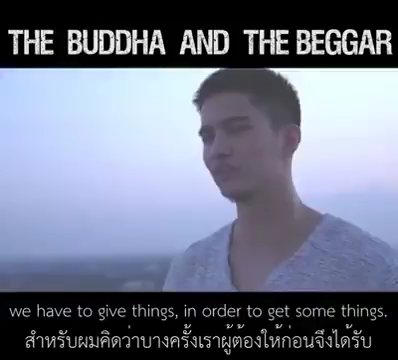 THE BUDDHA AND THE BEGGAR
we have to give things, in order to get some things.
สำหรับผมคิดว่าบางครั้งเราผู้ต้องให้ก่อนจึงได้รับ